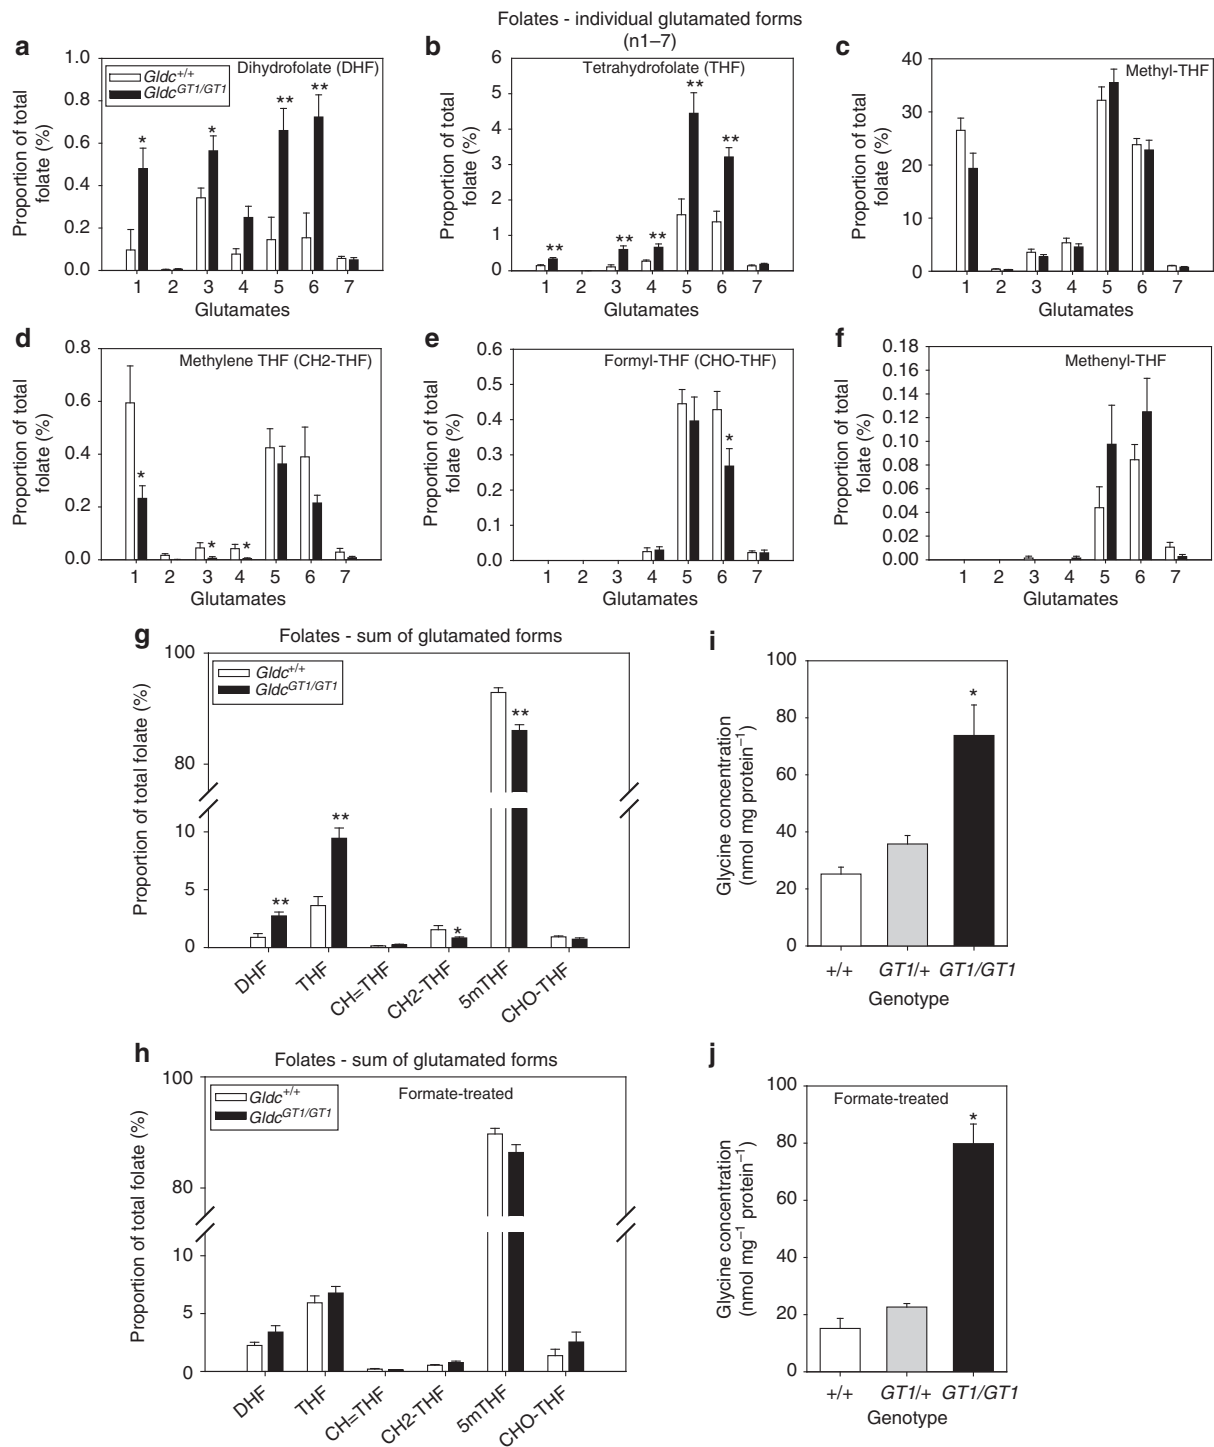 Folates - individual glutamated forms
(n1–7)
a
Dihydrofolate (DHF)
Gldc+/+
GldcGT1/GT1
Proportion of total
folate (%)
1.0
0.8
0.6
0.4
0.2
0.0
* * ** **
1 2 3 4 5 6 7
Glutamates
b
Tetrahydrofolate (THF)
Proportion of total
folate (%)
6
5
4
3
2
1
0
** ** ** ** **
1 2 3 4 5 6 7
Glutamates
c
Methyl-THF
Proportion of total
folate (%)
40
30
20
10
0
1 2 3 4 5 6 7
Glutamates
d
Methylene THF (CH2-THF)
Proportion of total
folate (%)
0.8
0.6
0.4
0.2
0.0
* * *
1 2 3 4 5 6 7
Glutamates
e
Formyl-THF (CHO-THF)
Proportion of total
folate (%)
0.6
0.5
0.4
0.3
0.2
0.1
0.0
*
1 2 3 4 5 6 7
Glutamates
f
Methenyl-THF
Proportion of total
folate (%)
0.18
0.16
0.14
0.12
0.10
0.08
0.06
0.04
0.02
0.00
1 2 3 4 5 6 7
Glutamates
g
Folates - sum of glutamated forms
Gldc+/+
GldcGT1/GT1
Proportion of total folate (%)
100
80
10
5
0
** ** * **
DHF THF CH=THF CH2-THF 5mTHF CHO-THF
i
Glycine concentration
(nmol mg protein−1)
100
80
60
40
20
0
*
+/+ GT1/+ GT1/GT1
Genotype
h
Folates - sum of glutamated forms
Gldc+/+
GldcGT1/GT1
Formate-treated
Proportion of total folate (%)
100
80
10
5
0
DHF THF CH=THF CH2-THF 5mTHF CHO-THF
j
Formate-treated
Glycine concentration
(nmol mg−1 protein−1)
100
80
60
40
20
0
*
+/+ GT1/+ GT1/GT1
Genotype